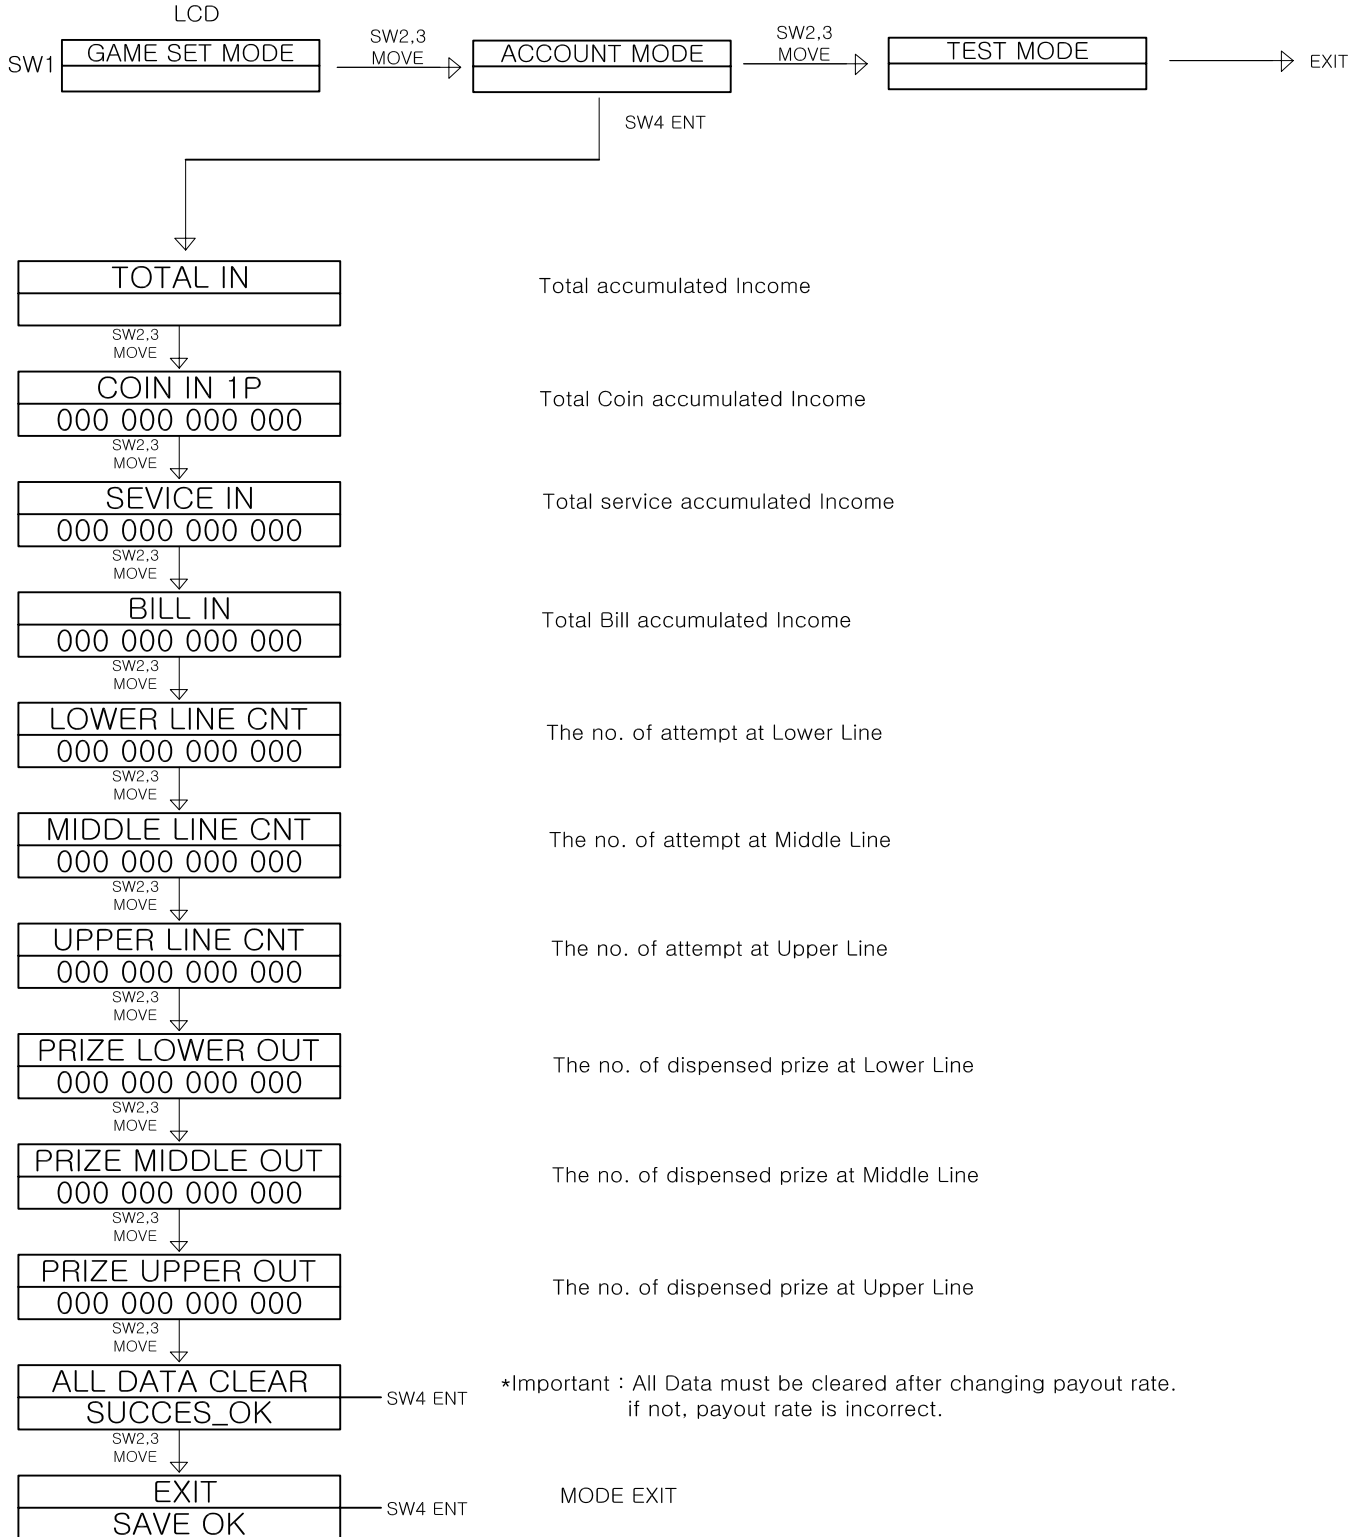 LCD
SW1
GAME SET MODE
SW2,3
MOVE
ACCOUNT MODE
SW2,3
MOVE
TEST MODE
EXIT
SW4 ENT
TOTAL IN
Total accumulated Income
SW2,3
MOVE
COIN IN 1P
000 000 000 000
Total Coin accumulated Income
SW2,3
MOVE
SEVICE IN
000 000 000 000
Total service accumulated Income
SW2,3
MOVE
BILL IN
000 000 000 000
Total Bill accumulated Income
SW2,3
MOVE
LOWER LINE CNT
000 000 000 000
The no. of attempt at Lower Line
SW2,3
MOVE
MIDDLE LINE CNT
000 000 000 000
The no. of attempt at Middle Line
SW2,3
MOVE
UPPER LINE CNT
000 000 000 000
The no. of attempt at Upper Line
SW2,3
MOVE
PRIZE LOWER OUT
000 000 000 000
The no. of dispensed prize at Lower Line
SW2,3
MOVE
PRIZE MIDDLE OUT
000 000 000 000
The no. of dispensed prize at Middle Line
SW2,3
MOVE
PRIZE UPPER OUT
000 000 000 000
The no. of dispensed prize at Upper Line
SW2,3
MOVE
ALL DATA CLEAR
SUCCES_OK
SW4 ENT
*Important : All Data must be cleared after changing payout rate.
if not, payout rate is incorrect.
SW2,3
MOVE
EXIT
SAVE OK
SW4 ENT
MODE EXIT